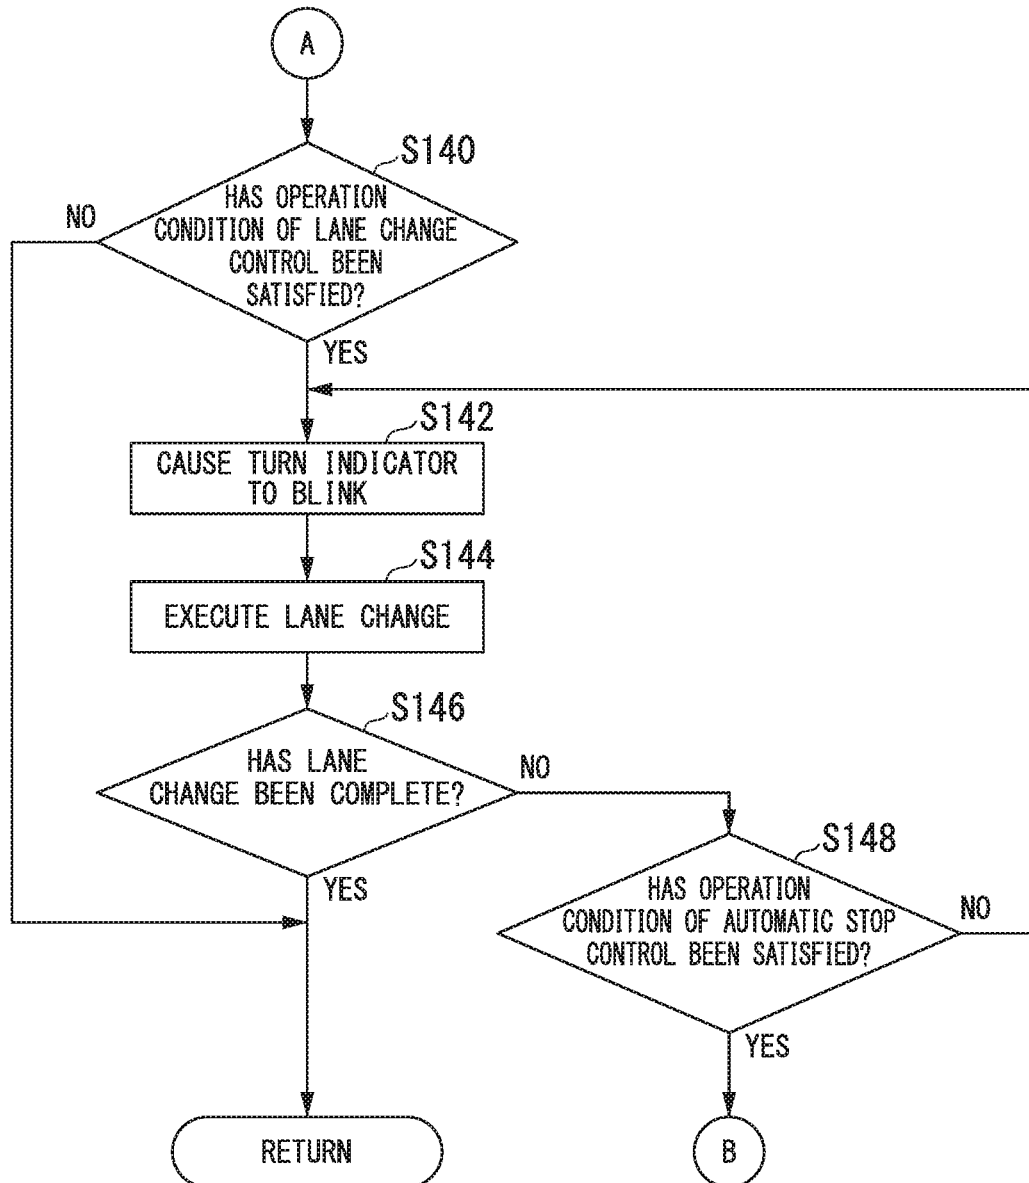 A
S140
HAS OPERATION
CONDITION OF LANE CHANGE
CONTROL BEEN
SATISFIED?
NO
YES
S142
CAUSE TURN INDICATOR
TO BLINK
S144
EXECUTE LANE CHANGE
S146
HAS LANE
CHANGE BEEN COMPLETE?
NO
YES
S148
HAS OPERATION
CONDITION OF AUTOMATIC STOP
CONTROL BEEN SATISFIED?
NO
YES
RETURN
B